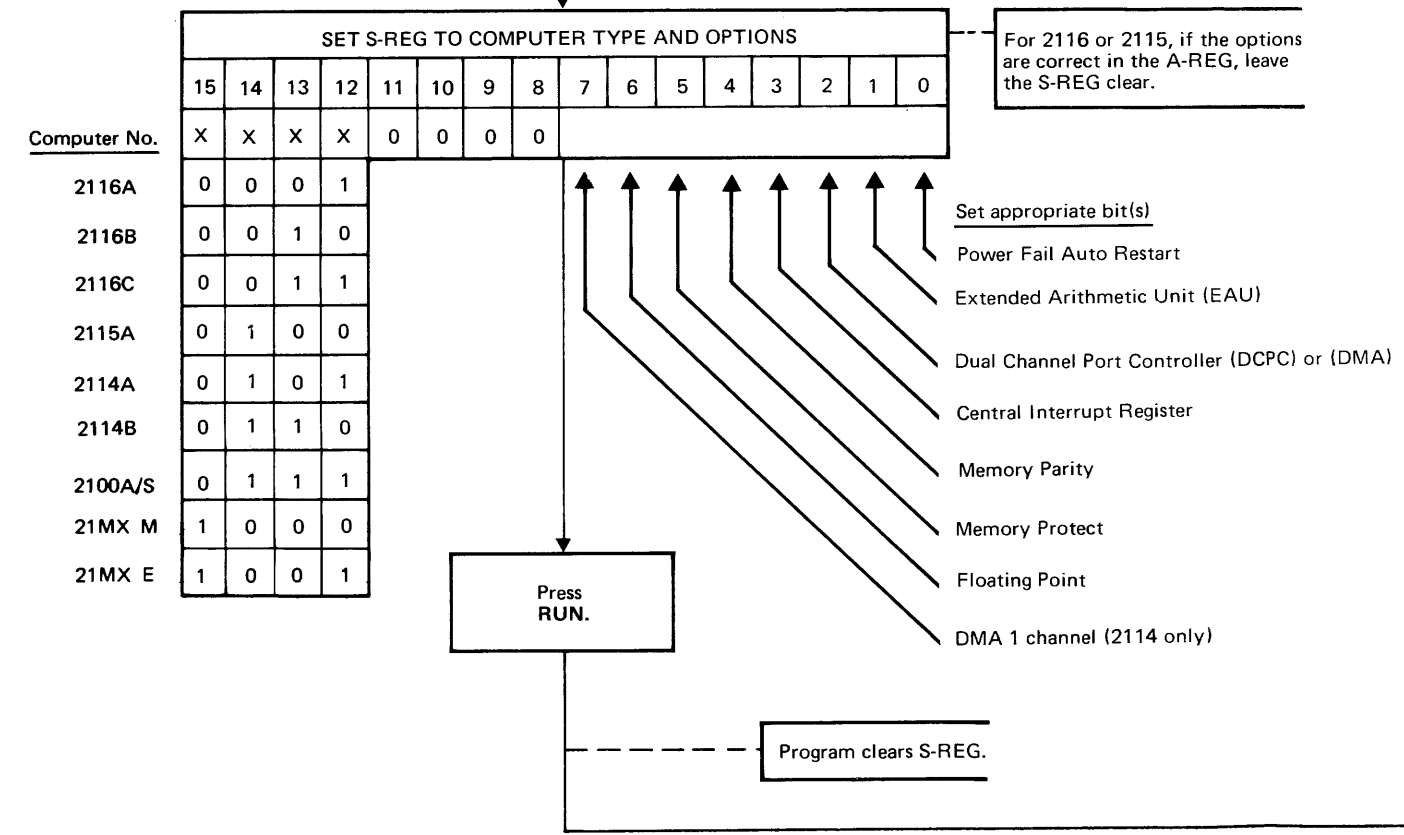 SET S-REG TO COMPUTER TYPE AND OPTIONS
For 2116 or 2115, if the options
are correct in the A-REG, leave
the S-REG clear.
15 14 13 12 11 10 9 8 7 6 5 4 3 2 1 0
Computer No. X X X X 0 0 0 0
2116A 0 0 0 1
2116B 0 0 1 0
2116C 0 0 1 1
2115A 0 1 0 0
2114A 0 1 0 1
2114B 0 1 1 0
2100A/S 0 1 1 1
21MX M 1 0 0 0
21MX E 1 0 0 1
Set appropriate bit(s)
Power Fail Auto Restart
Extended Arithmetic Unit (EAU)
Dual Channel Port Controller (DCPC) or (DMA)
Central Interrupt Register
Memory Parity
Memory Protect
Floating Point
DMA 1 channel (2114 only)
Press
RUN.
Program clears S-REG.